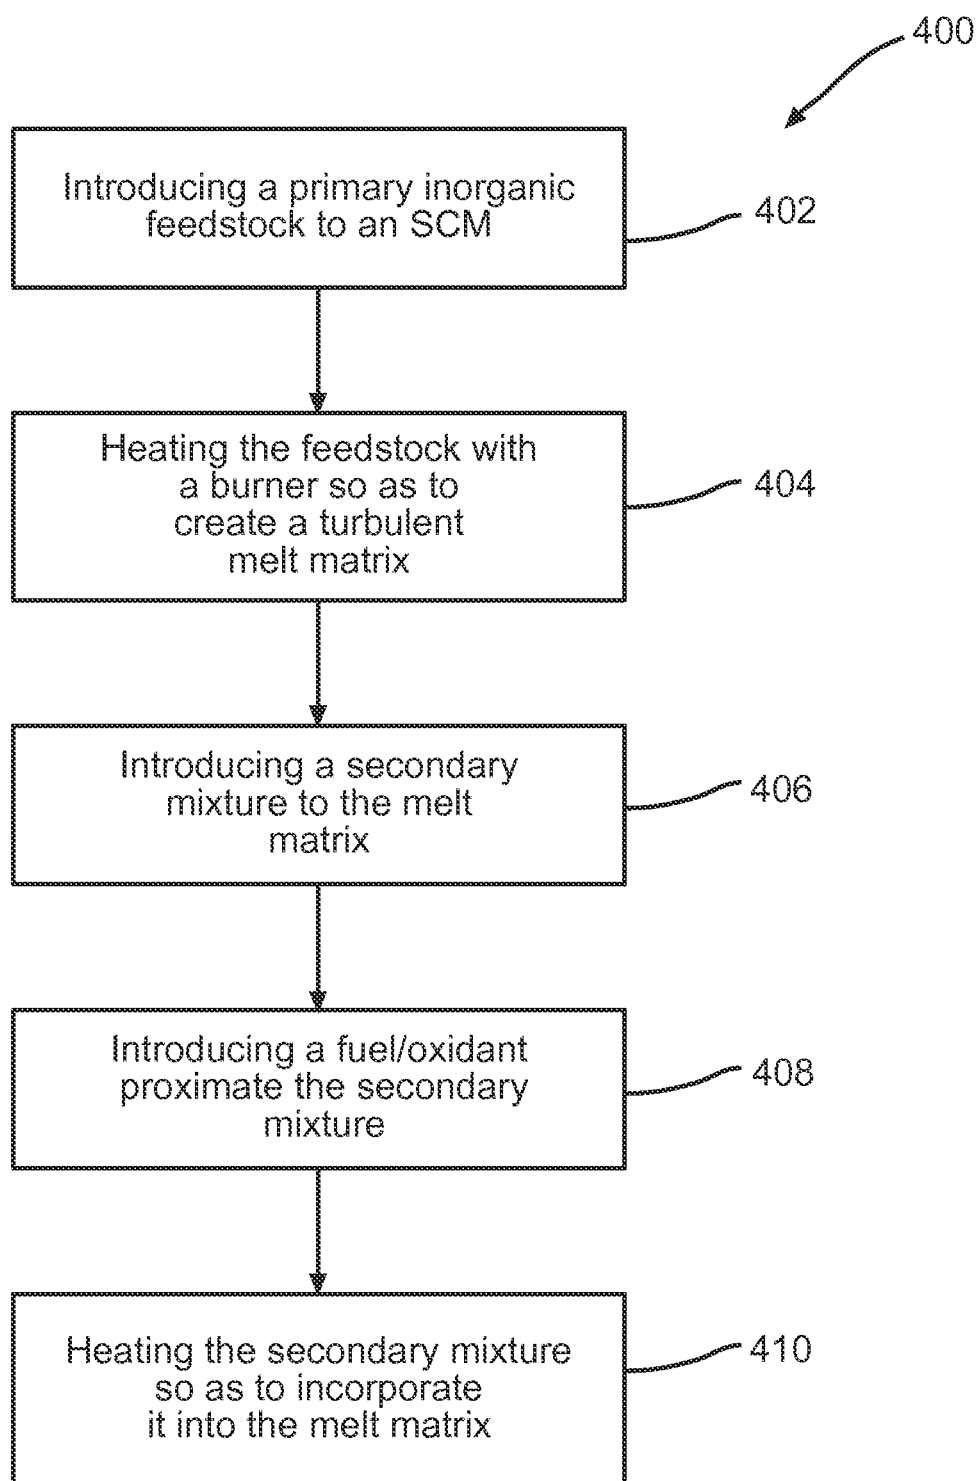 400
Introducing a primary inorganic
feedstock to an SCM
402
Heating the feedstock with
a burner so as to
create a turbulent
melt matrix
404
Introducing a secondary
mixture to the melt
matrix
406
Introducing a fuel/oxidant
proximate the secondary
mixture
408
Heating the secondary mixture
so as to incorporate
it into the melt matrix
410